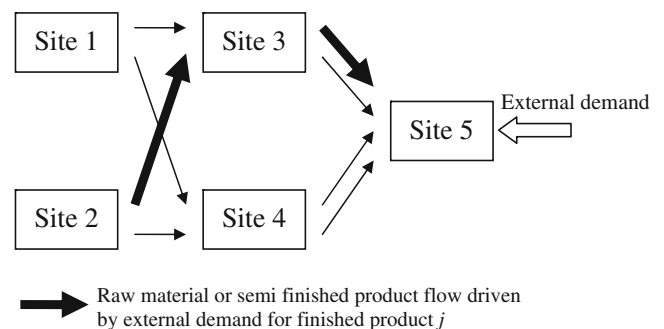 Site 1
Site 3
Site 5
External demand
Site 2
Site 4
Raw material or semi finished product flow driven
by external demand for finished product j